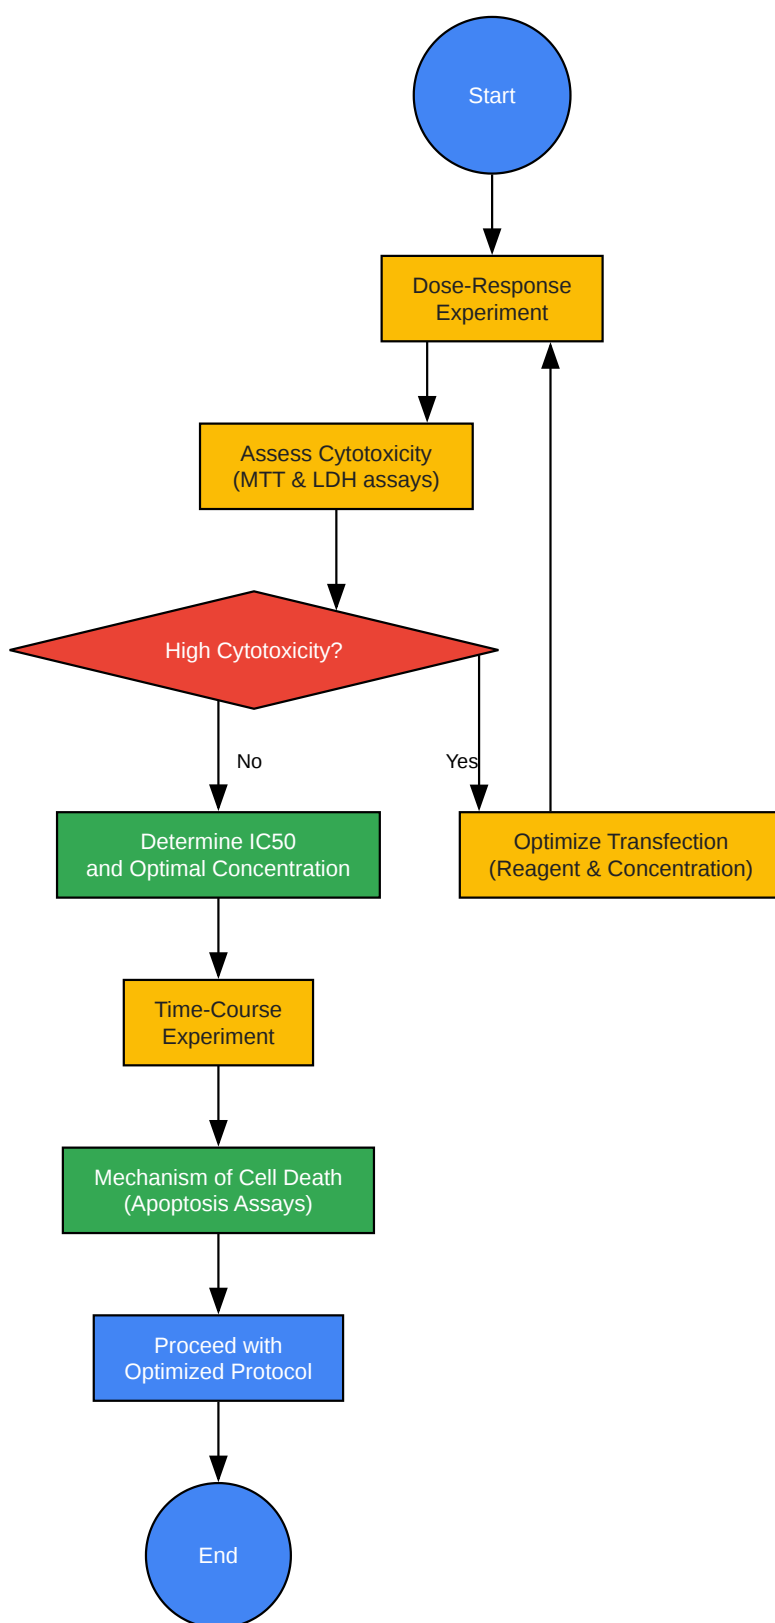 Start
Dose-Response
Experiment
Assess Cytotoxicity
(MTT & LDH assays)
High Cytotoxicity?
No
Yes
Determine IC50
and Optimal Concentration
Optimize Transfection
(Reagent & Concentration)
Time-Course
Experiment
Mechanism of Cell Death
(Apoptosis Assays)
Proceed with
Optimized Protocol
End